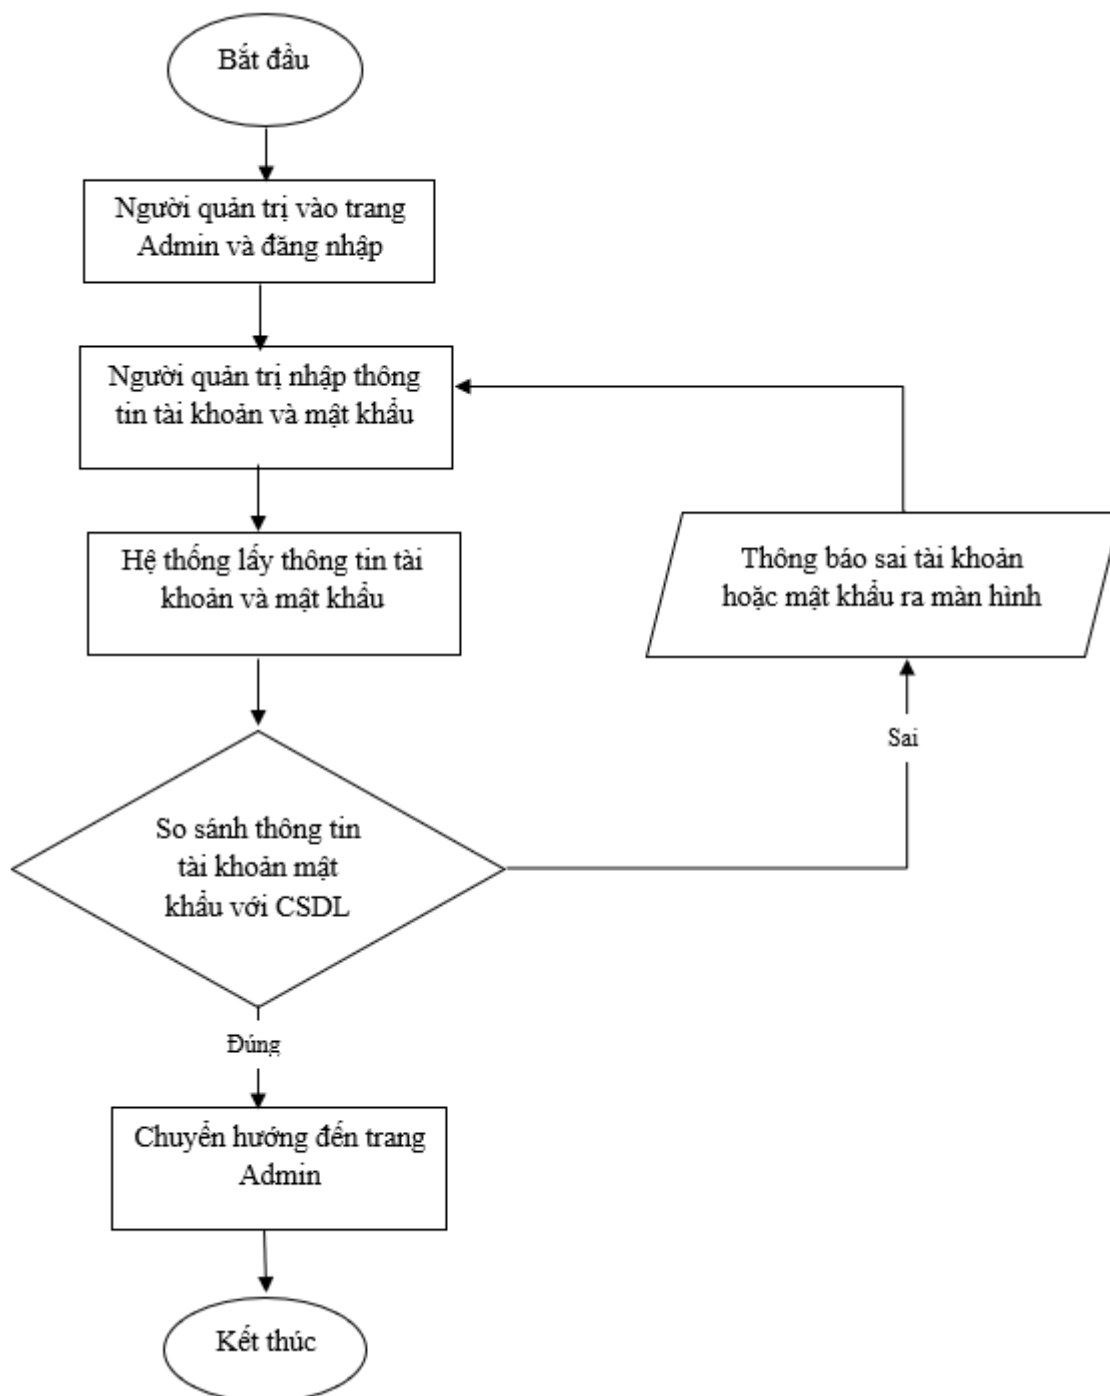 Bắt đầu
Người quản trị vào trang
Admin và đăng nhập
Người quản trị nhập thông
tin tài khoản và mật khẩu
Hệ thống lấy thông tin tài
khoản và mật khẩu
Thông báo sai tài khoản
hoặc mật khẩu ra màn hình
Sai
So sánh thông tin
tài khoản mật
khẩu với CSDL
Đúng
Chuyển hướng đến trang
Admin
Kết thúc